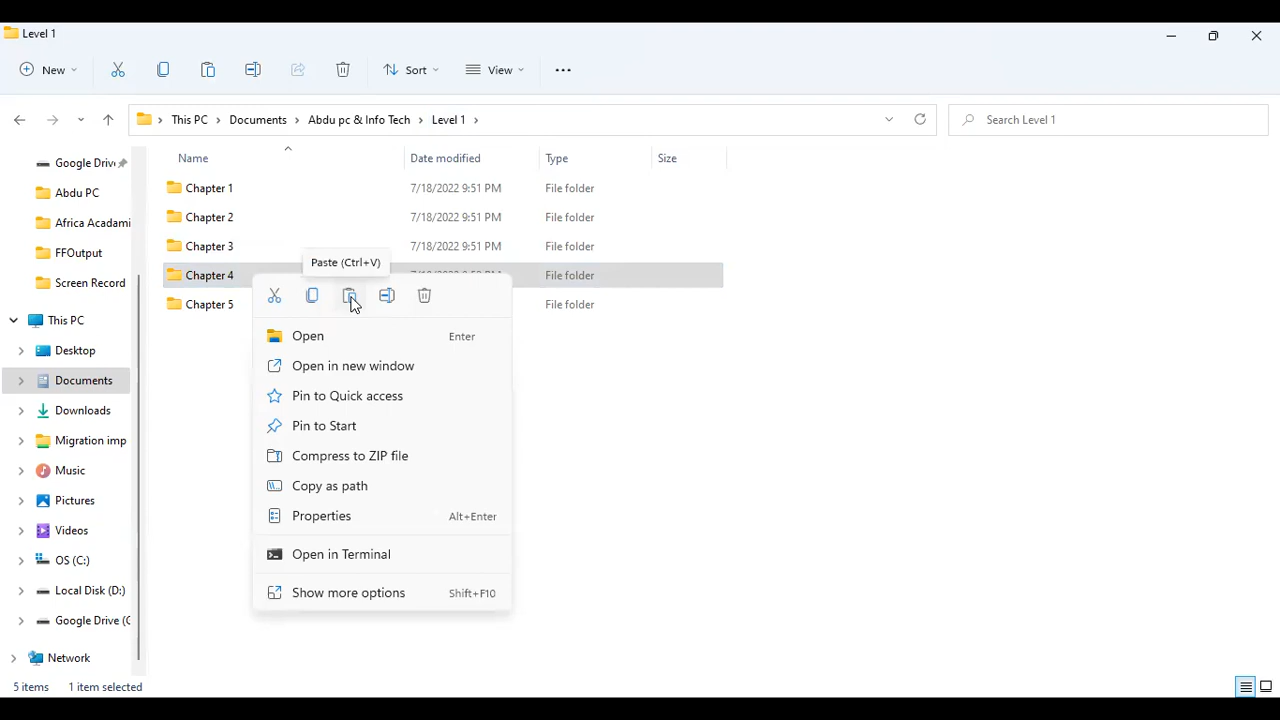 Level 1
New
Sort
View
This PC > Documents > Abdu pc & Info Tech > Level 1 >
Search Level 1
Name Date modified Type Size
Chapter 1 7/18/2022 9:51 PM File folder
Chapter 2 7/18/2022 9:51 PM File folder
Chapter 3 7/18/2022 9:51 PM File folder
Paste (Ctrl+V)
Chapter 4 File folder
Chapter 5 File folder
Open Enter
Open in new window
Pin to Quick access
Pin to Start
Compress to ZIP file
Copy as path
Properties Alt+Enter
Open in Terminal
Show more options Shift+F10
Google Driv
Abdu PC
Africa Acadami
FFOutput
Screen Record
This PC
Desktop
Documents
Downloads
Migration imp
Music
Pictures
Videos
OS (C:)
Local Disk (D:)
Google Drive (
Network
5 items 1 item selected